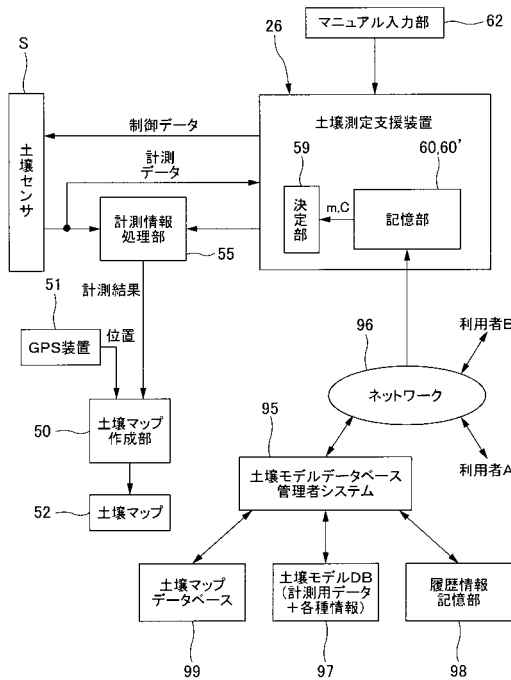 マニュアル入力部
62
S
26
土壌センサ
制御データ
計測
データ
土壌測定支援装置
59
60,60'
決定部
m,C
記憶部
計測情報
処理部
55
計測結果
51
GPS装置
位置
96
利用者B
ネットワーク
利用者A
50
土壌マップ
作成部
95
土壌モデルデータベース
管理者システム
52
土壌マップ
土壌マップ
データベース
99
土壌モデルDB
(計測用データ
+各種情報)
97
履歴情報
記憶部
98